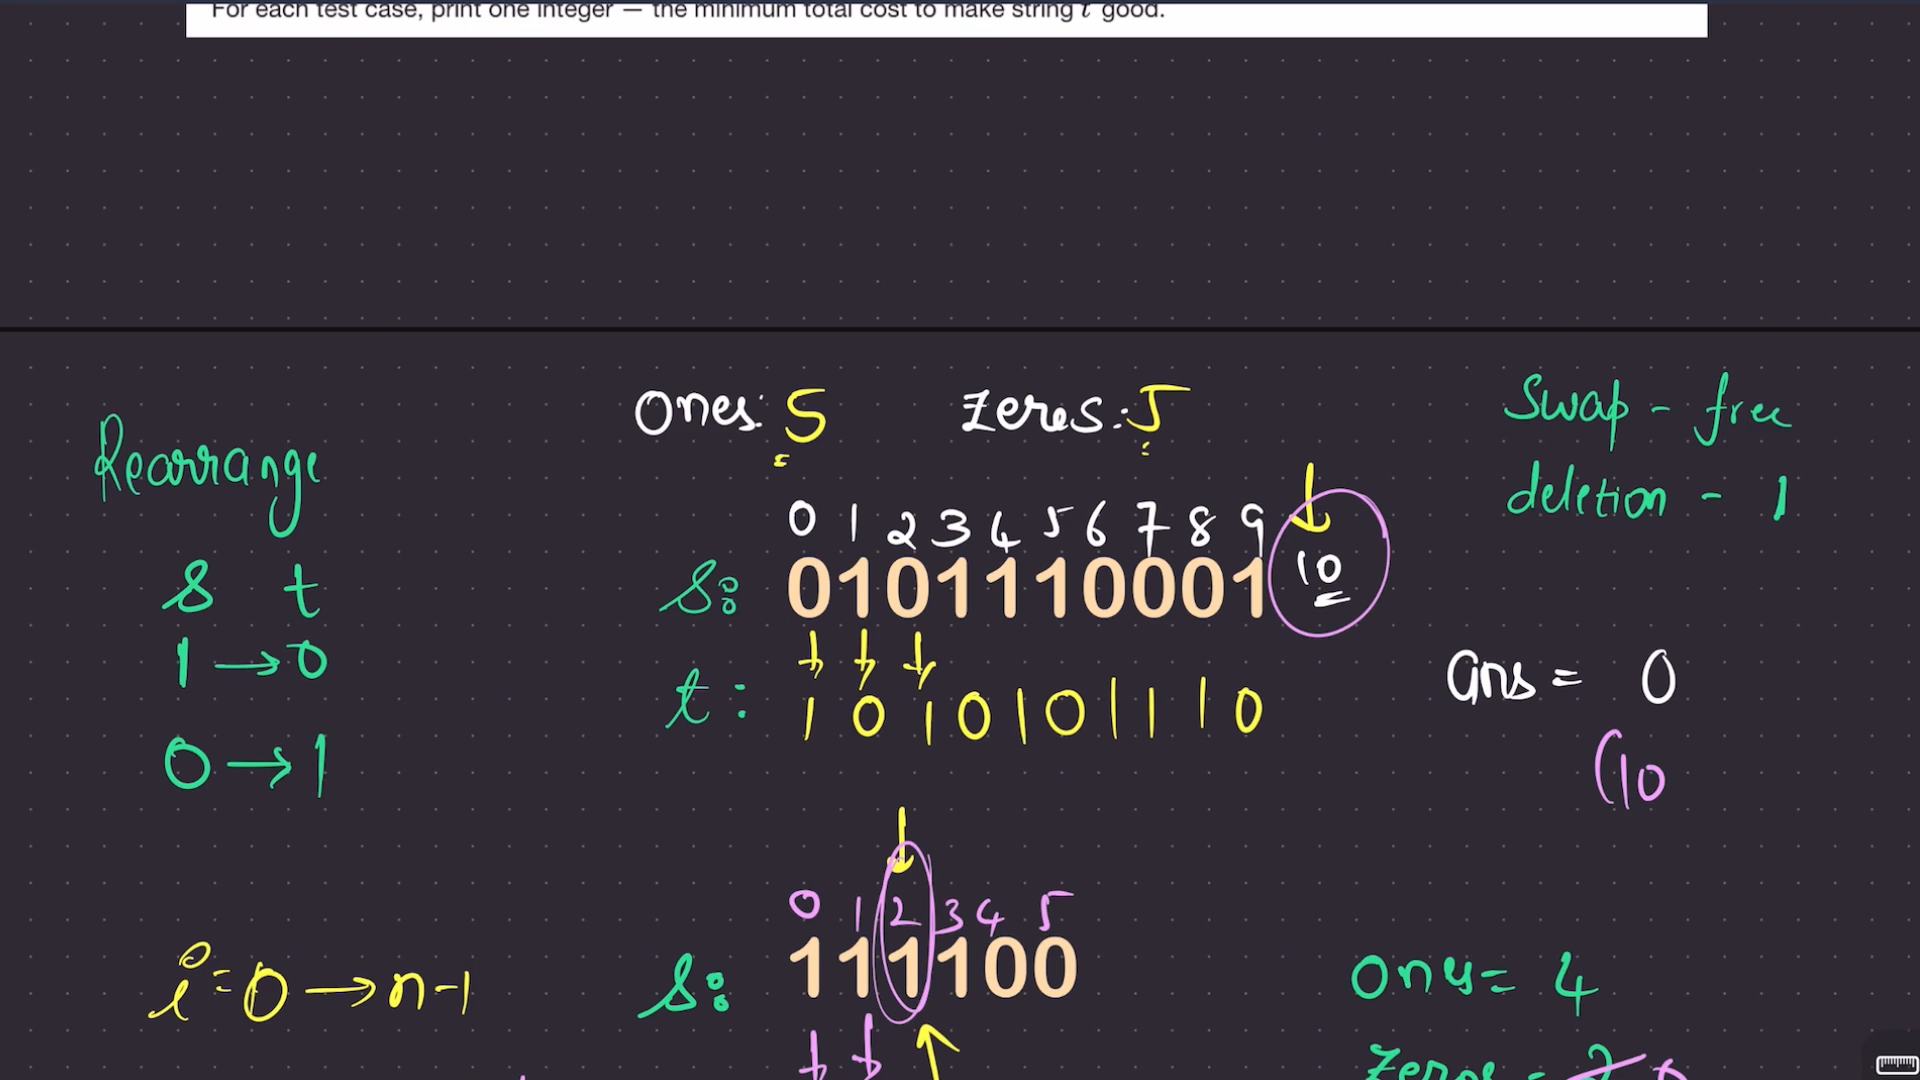 For each test case, print one integer — the minimum total cost to make string t good.
Ones: 5 Zeros: 5
Swap - free
Rearrange
deletion - 1
0 1 2 3 4 5 6 7 8 9
s: 0101110001 10
s t
1 → 0
t: 1 0 1 0 1 0 1 1 1 0
ans = 0
0 → 1
(10
0 1 2 3 4 5
i = 0 → n-1
s: 111100
Ones = 4
Zeros =